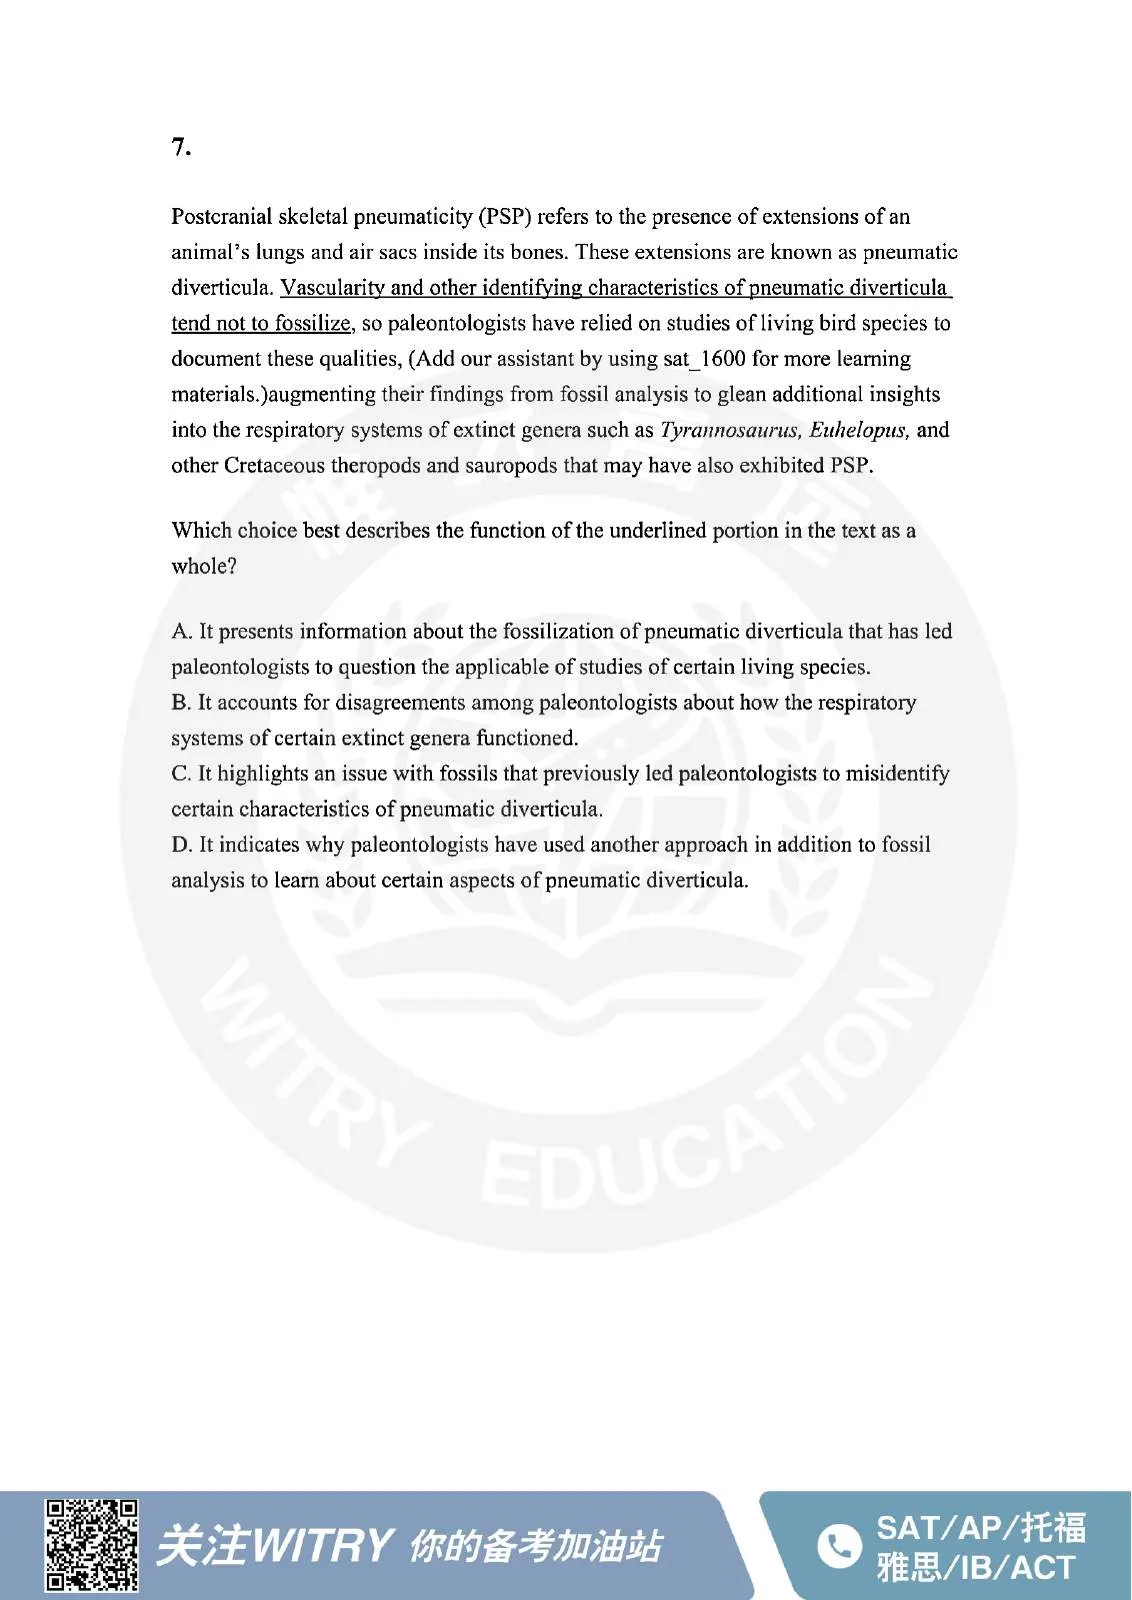 7.
Postcranial skeletal pneumaticity (PSP) refers to the presence of extensions of an
animal's lungs and air sacs inside its bones. These extensions are known as pneumatic
diverticula. Vascularity and other identifying characteristics of pneumatic diverticula
tend not to fossilize, so paleontologists have relied on studies of living bird species to
document these qualities, (Add our assistant by using sat_1600 for more learning
materials.)augmenting their findings from fossil analysis to glean additional insights
into the respiratory systems of extinct genera such as Tyrannosaurus, Euhelopus, and
other Cretaceous theropods and sauropods that may have also exhibited PSP.
Which choice best describes the function of the underlined portion in the text as a
whole?
A. It presents information about the fossilization of pneumatic diverticula that has led
paleontologists to question the applicable of studies of certain living species.
B. It accounts for disagreements among paleontologists about how the respiratory
systems of certain extinct genera functioned.
C. It highlights an issue with fossils that previously led paleontologists to misidentify
certain characteristics of pneumatic diverticula.
D. It indicates why paleontologists have used another approach in addition to fossil
analysis to learn about certain aspects of pneumatic diverticula.
WITRY EDUCATION
关注WITRY 你的备考加油站
SAT/AP/托福
雅思/IB/ACT